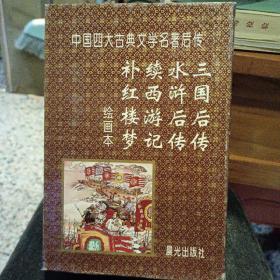 中国四大古典文学名著后传
三国后传
水浒后传
续西游记
补红楼梦
绘画本
晨光出版社